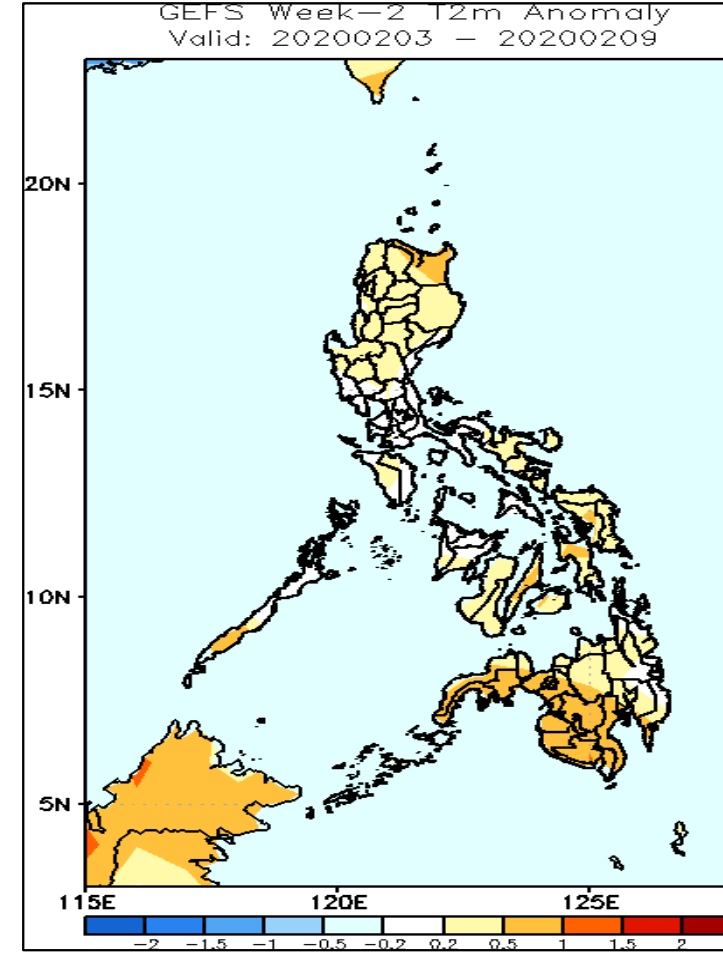 GEFS Week-2 T2m Anomaly
Valid: 20200203 - 20200209
20N
15N
10N
5N
115E 120E 125E
-2 -1.5 -1 -0.5 -0.2 0.2 0.5 1 1.5 2